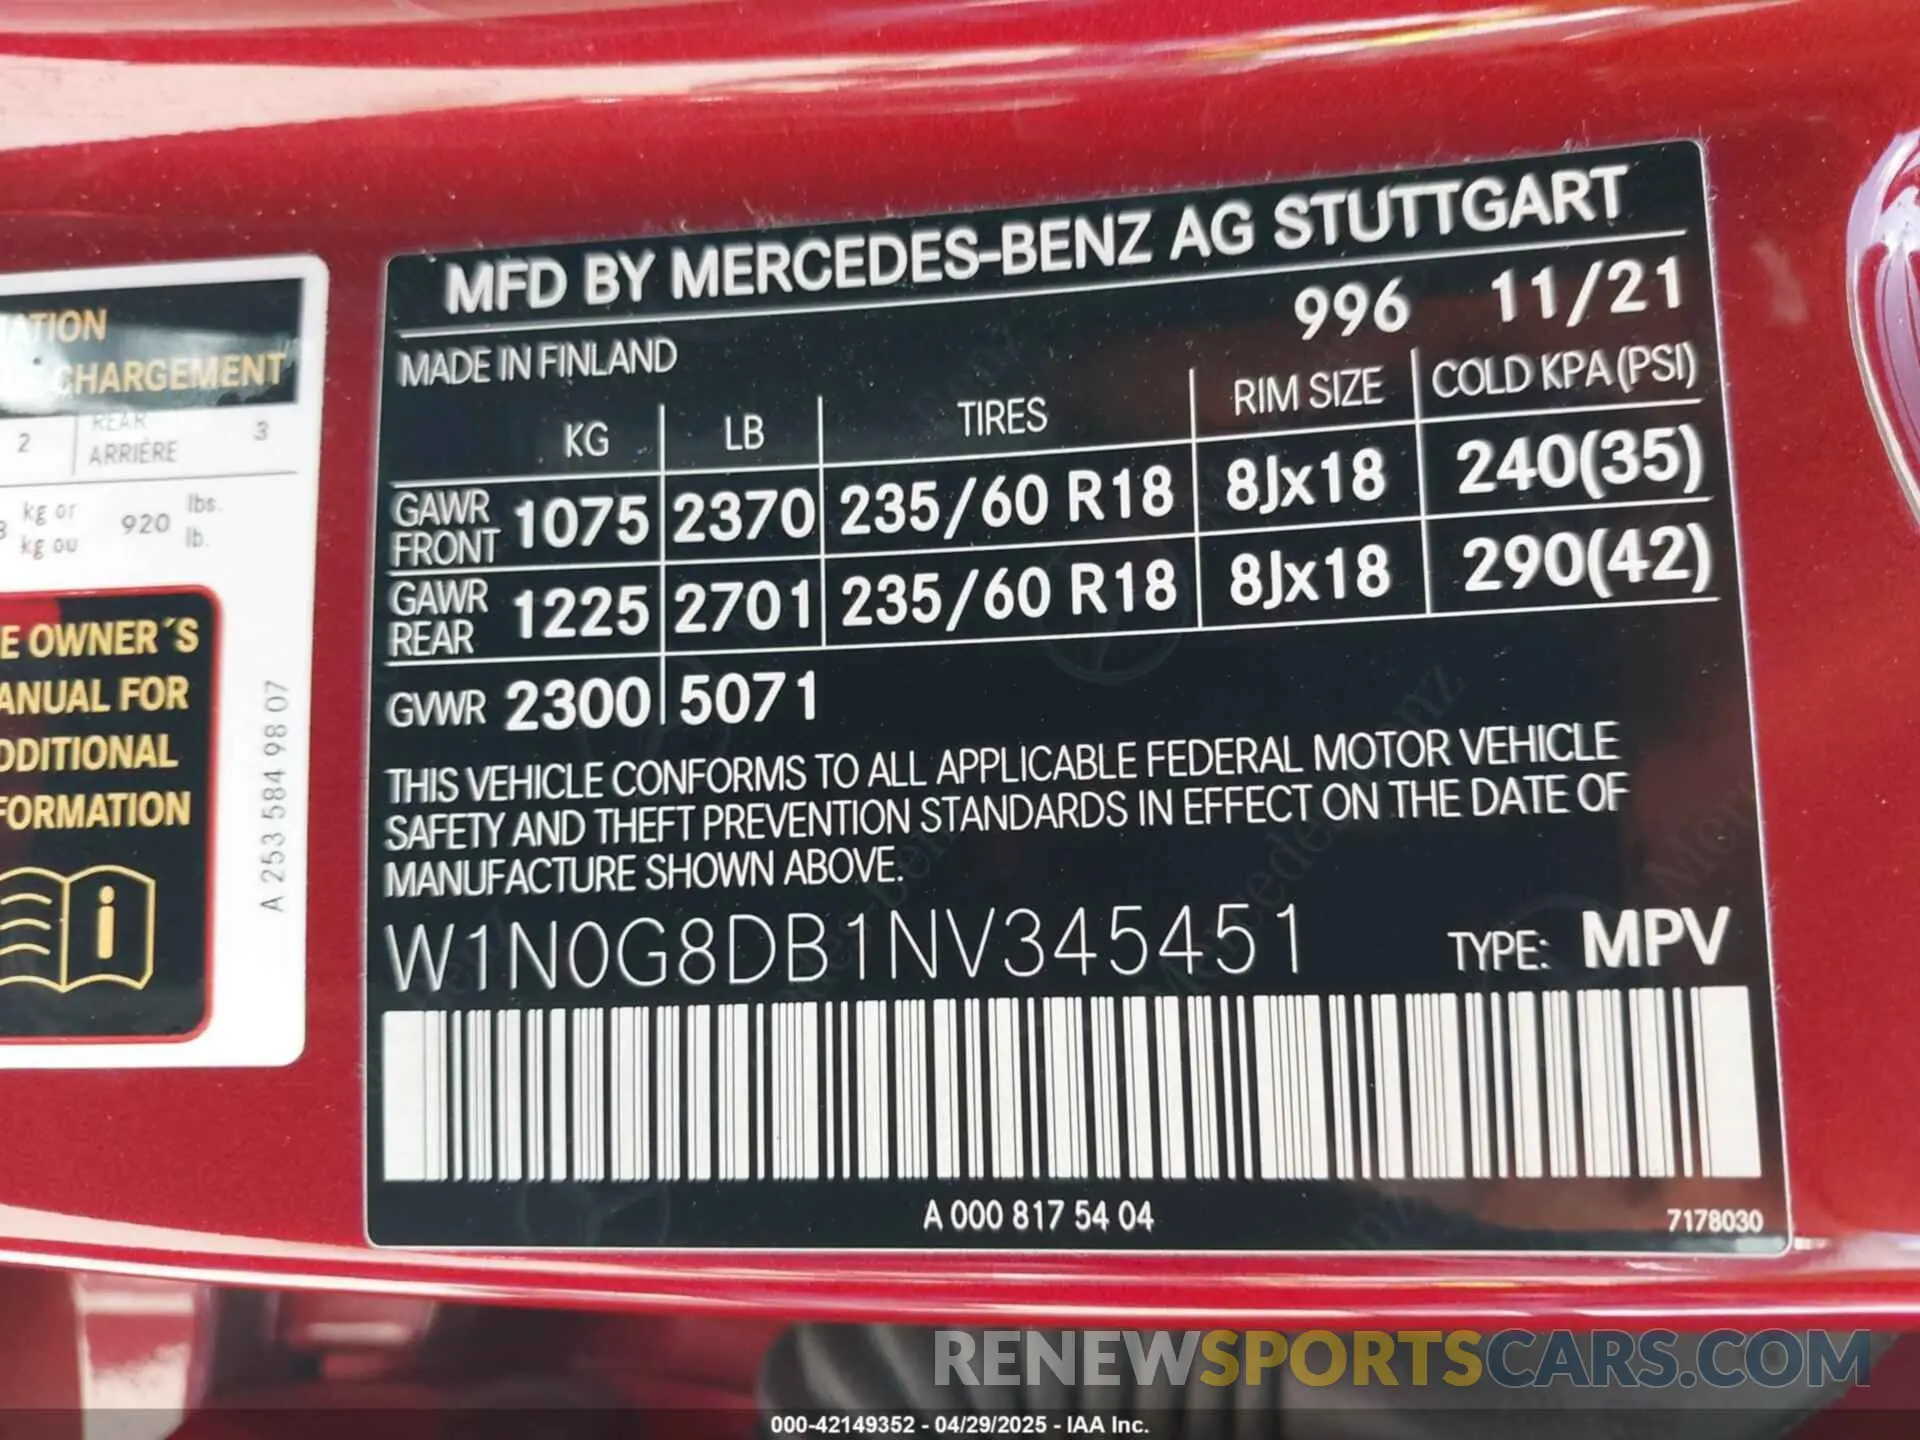 TATION
CHARGEMENT
2
REAR
ARRIÈRE
3
kg or
kg ou
920
lbs.
lb.
E OWNER´S
ANUAL FOR
DDITIONAL
FORMATION
A 253 584 98 07
MFD BY MERCEDES-BENZ AG STUTTGART
996 11/21
MADE IN FINLAND
KG LB TIRES RIM SIZE COLD KPA (PSI)
GAWR FRONT 1075 2370 235/60 R18 8Jx18 240(35)
GAWR REAR 1225 2701 235/60 R18 8Jx18 290(42)
GVWR 2300 5071
THIS VEHICLE CONFORMS TO ALL APPLICABLE FEDERAL MOTOR VEHICLE
SAFETY AND THEFT PREVENTION STANDARDS IN EFFECT ON THE DATE OF
MANUFACTURE SHOWN ABOVE.
W1N0G8DB1NV345451 TYPE: MPV
A 000 817 54 04
7178030
RENEWSPORTSCARS.COM
000-42149352 - 04/29/2025 - IAA Inc.